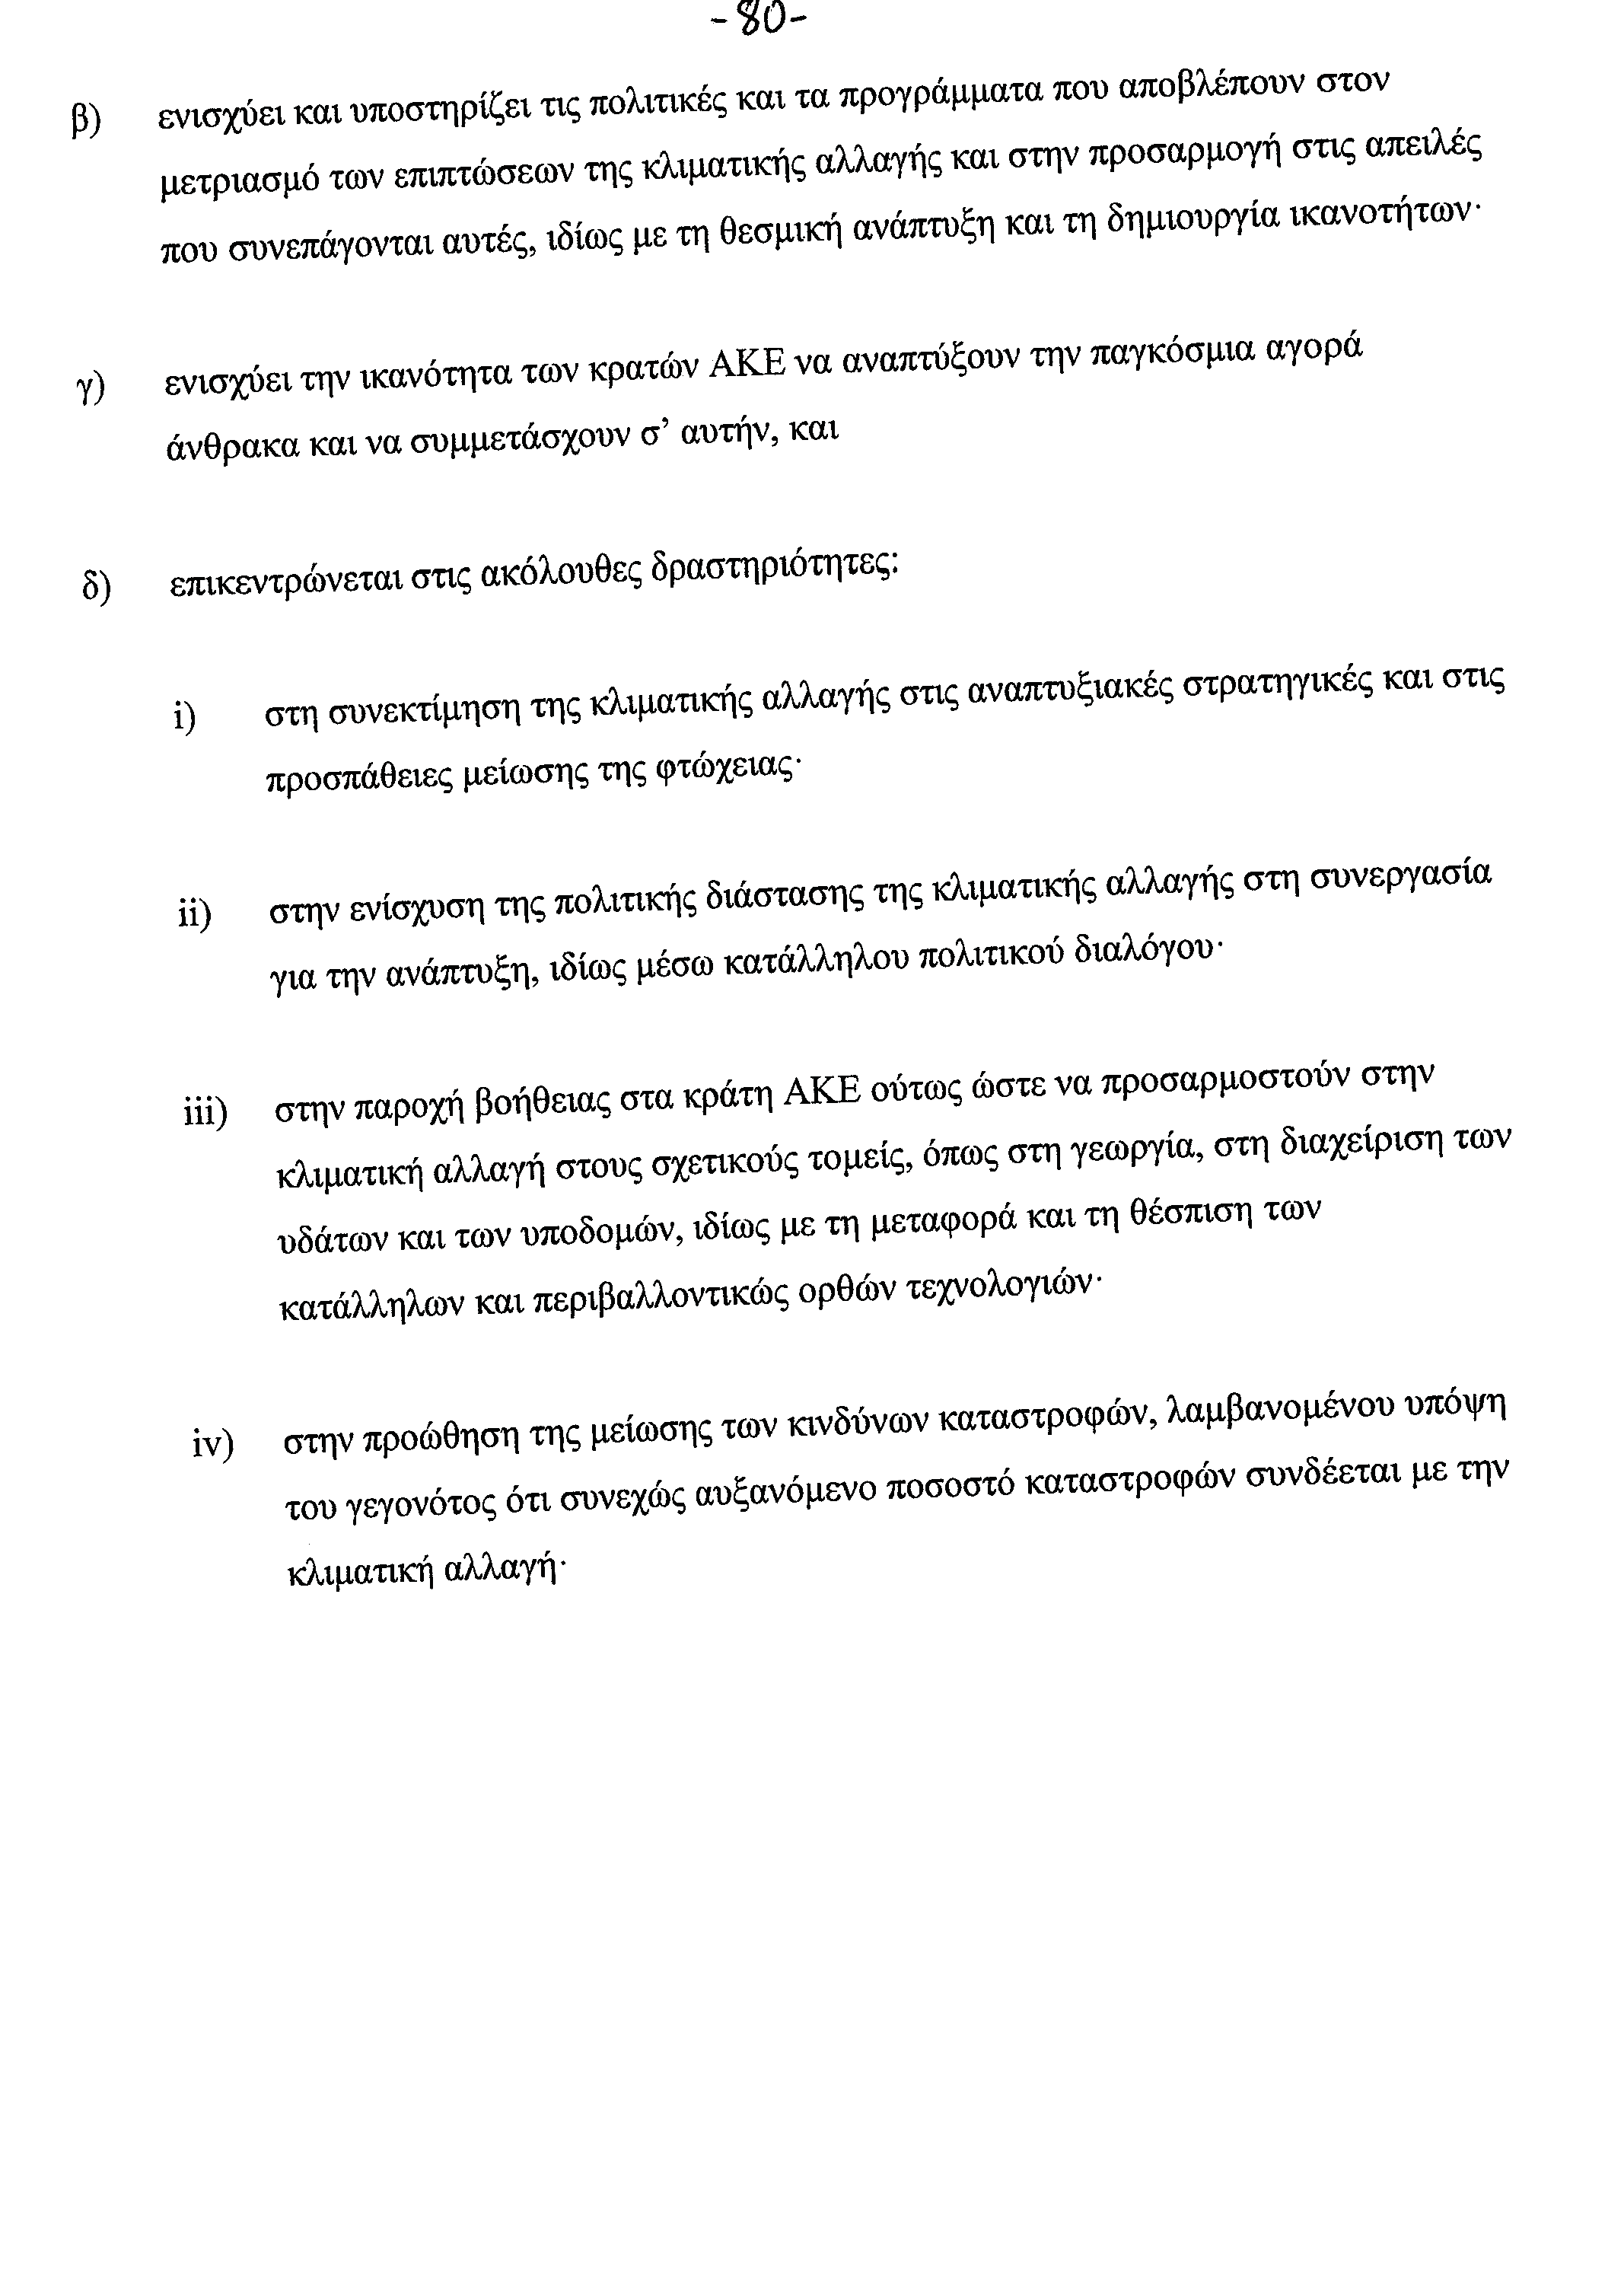 -80-
β) ενισχύει και υποστηρίζει τις πολιτικές και τα προγράμματα που αποβλέπουν στον
μετριασμό των επιπτώσεων της κλιματικής αλλαγής και στην προσαρμογή στις απειλές
που συνεπάγονται αυτές, ιδίως με τη θεσμική ανάπτυξη και τη δημιουργία ικανοτήτων·
γ) ενισχύει την ικανότητα των κρατών ΑΚΕ να αναπτύξουν την παγκόσμια αγορά
άνθρακα και να συμμετάσχουν σ’ αυτήν, και
δ) επικεντρώνεται στις ακόλουθες δραστηριότητες:
i) στη συνεκτίμηση της κλιματικής αλλαγής στις αναπτυξιακές στρατηγικές και στις
προσπάθειες μείωσης της φτώχειας·
ii) στην ενίσχυση της πολιτικής διάστασης της κλιματικής αλλαγής στη συνεργασία
για την ανάπτυξη, ιδίως μέσω κατάλληλου πολιτικού διαλόγου·
iii) στην παροχή βοήθειας στα κράτη ΑΚΕ ούτως ώστε να προσαρμοστούν στην
κλιματική αλλαγή στους σχετικούς τομείς, όπως στη γεωργία, στη διαχείριση των
υδάτων και των υποδομών, ιδίως με τη μεταφορά και τη θέσπιση των
κατάλληλων και περιβαλλοντικώς ορθών τεχνολογιών·
iv) στην προώθηση της μείωσης των κινδύνων καταστροφών, λαμβανομένου υπόψη
του γεγονότος ότι συνεχώς αυξανόμενο ποσοστό καταστροφών συνδέεται με την
κλιματική αλλαγή·